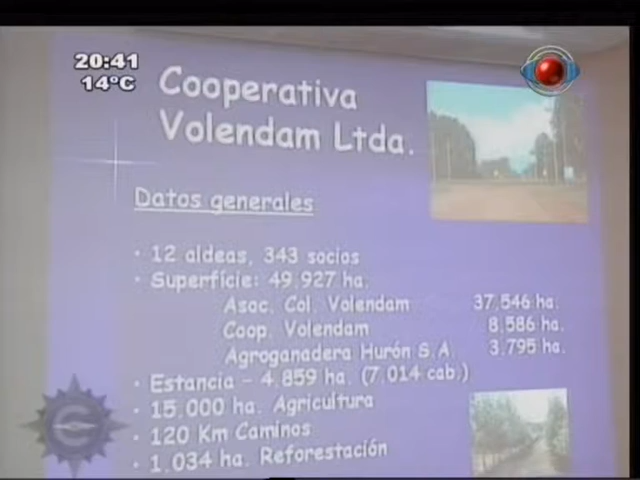 20:41
14ºC
Cooperativa
Volendam Ltda.
Datos generales
• 12 aldeas, 343 socios
• Superfície: 49.927 ha.
Asoc. Col. Volendam 37,546 ha.
Coop. Volendam 8.586 ha.
Agroganadera Hurón S.A. 3.795 ha.
• Estancia - 4.859 ha. (7.014 cab.)
• 15.000 ha. Agricultura
• 120 Km Caminos
• 1.034 ha. Reforestación